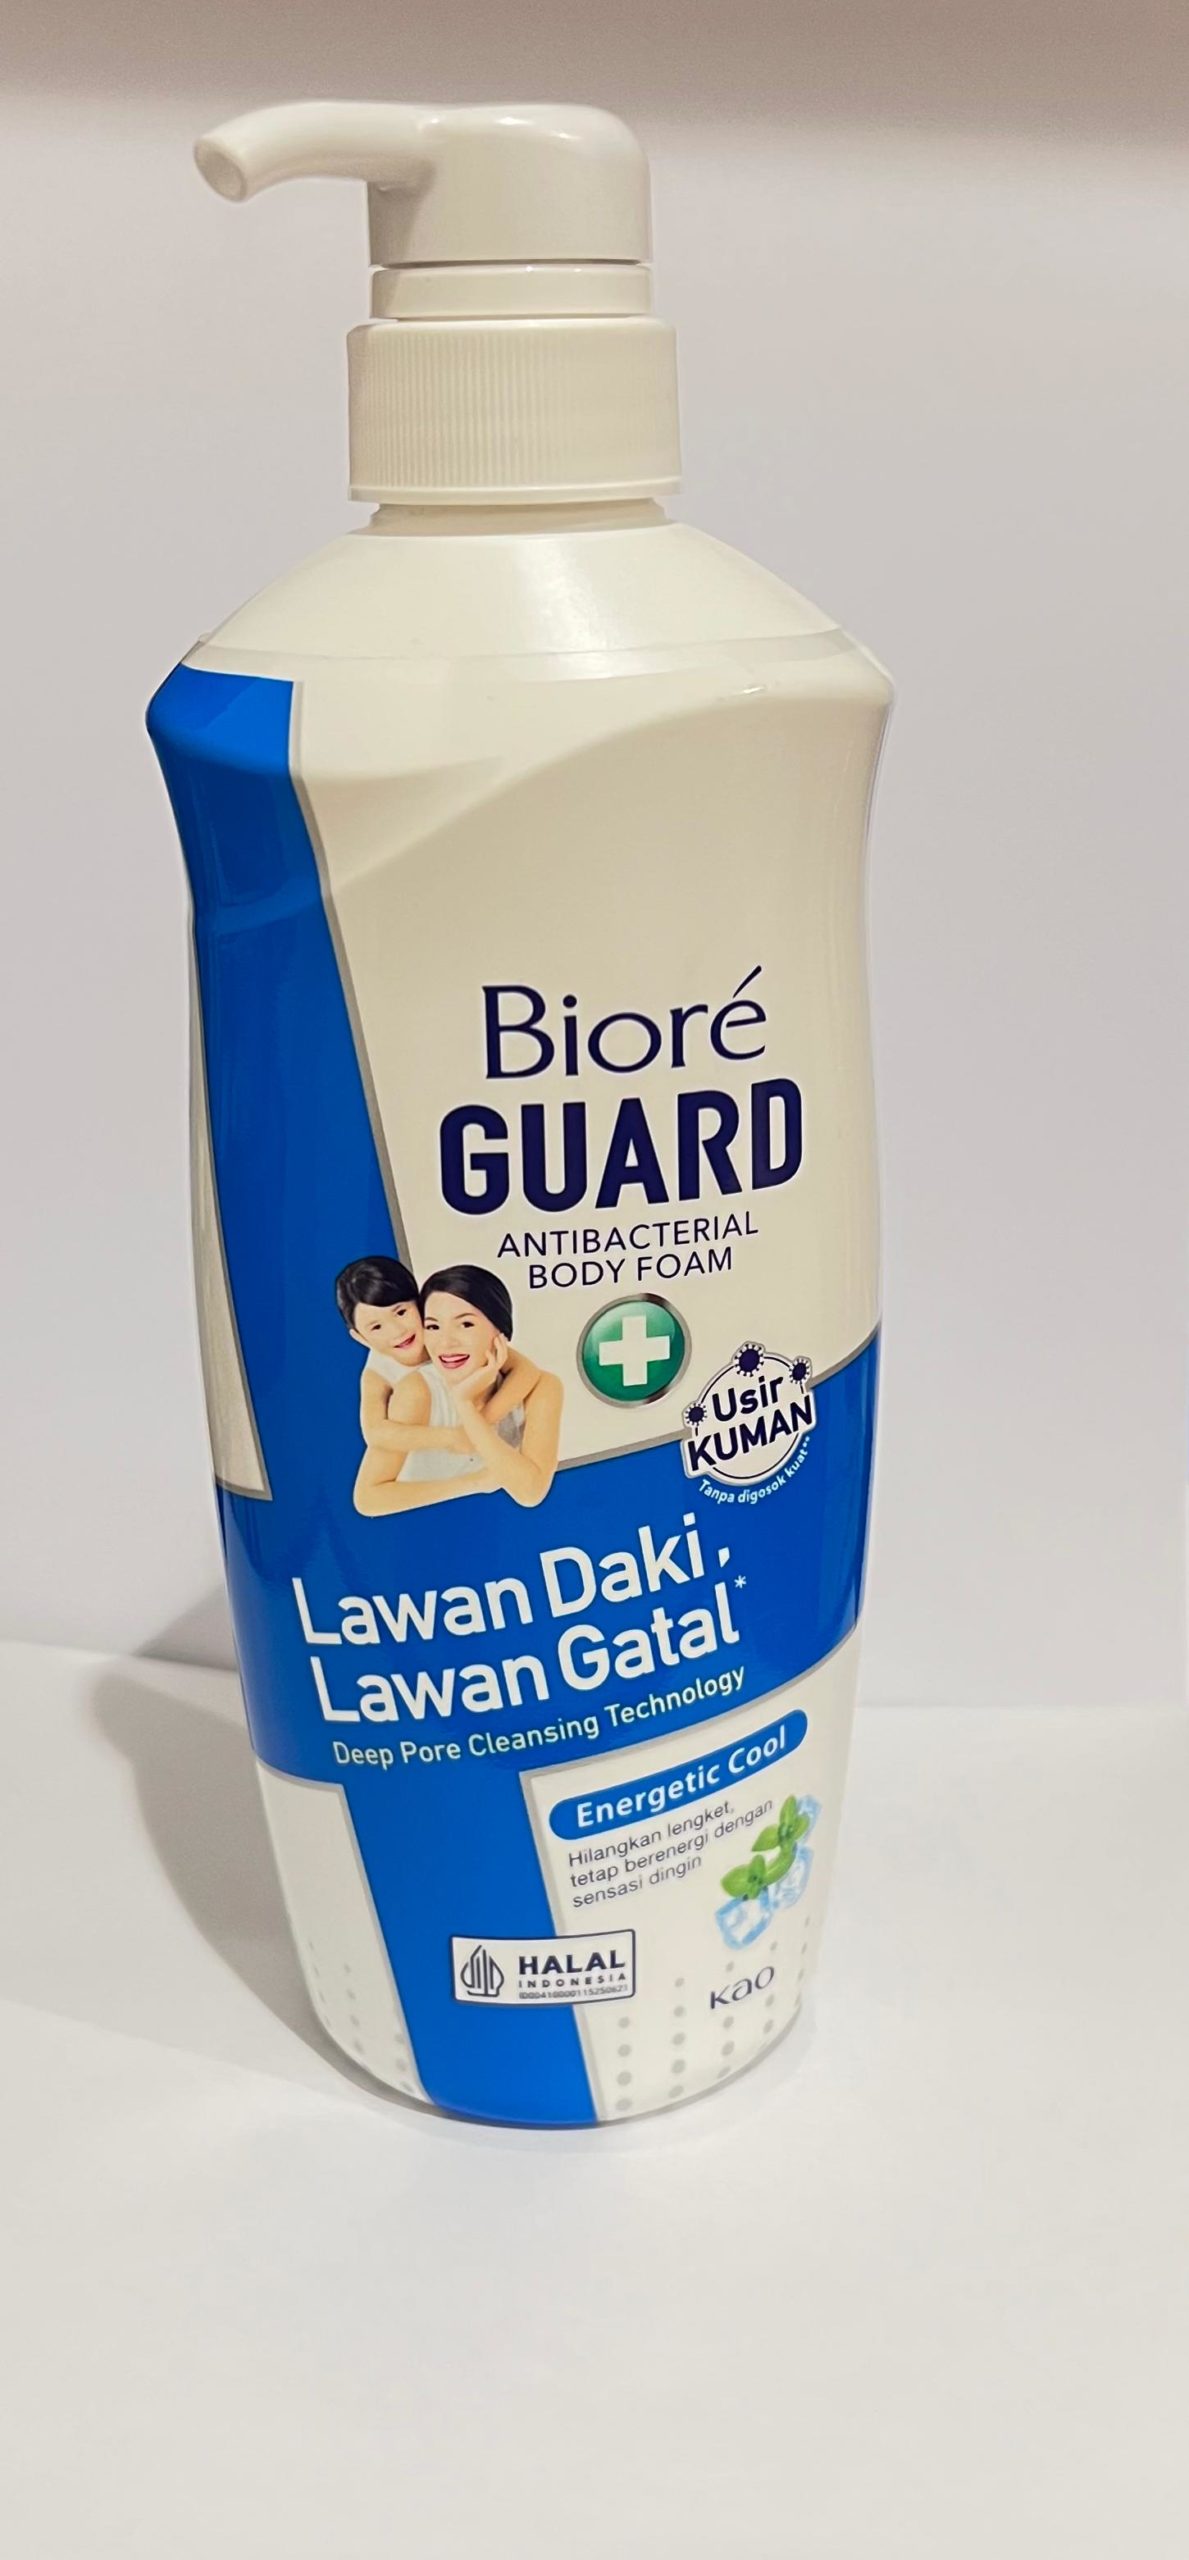 Bioré
GUARD
ANTIBACTERIAL
BODY FOAM
Usir
KUMAN
Tanpa digosok kuat**
Lawan Daki,
Lawan Gatal*
Deep Pore Cleansing Technology
Energetic Cool
Hilangkan lengket,
tetap berenergi dengan
sensasi dingin
HALAL
INDONESIA
Kao